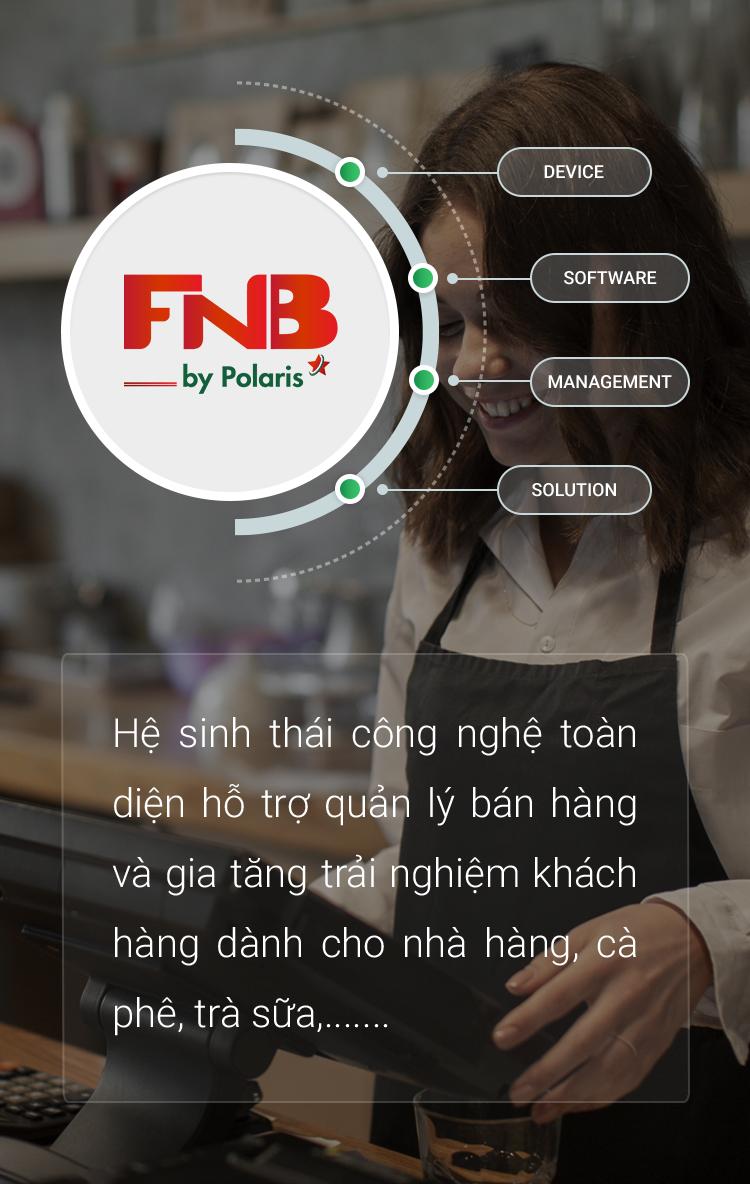 DEVICE
SOFTWARE
MANAGEMENT
SOLUTION
FNB
by Polaris
Hệ sinh thái công nghệ toàn
diện hỗ trợ quản lý bán hàng
và gia tăng trải nghiệm khách
hàng dành cho nhà hàng, cà
phê, trà sữa,.......